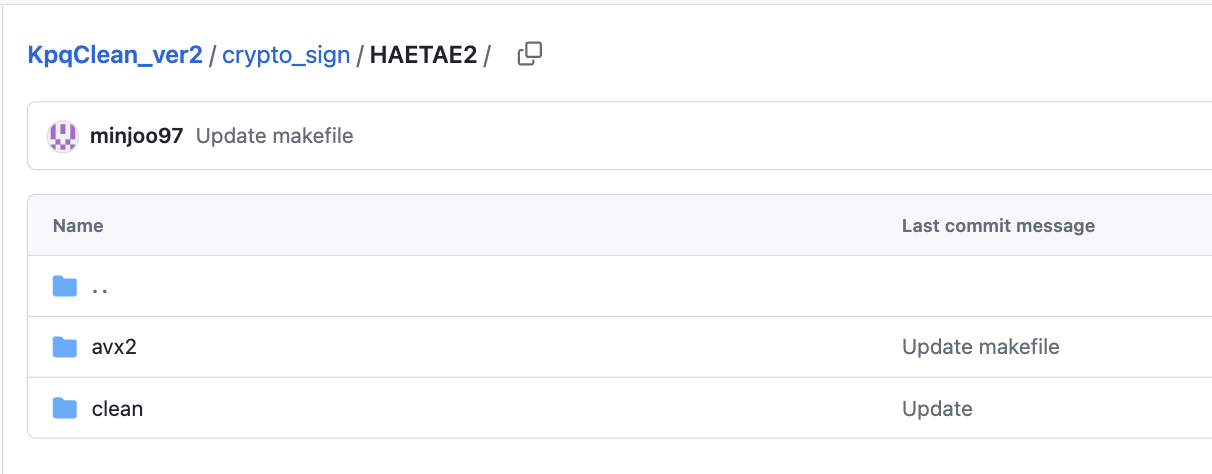 KpqClean_ver2 / crypto_sign / HAETAE2 /
minjoo97 Update makefile
Name Last commit message
..
avx2 Update makefile
clean Update